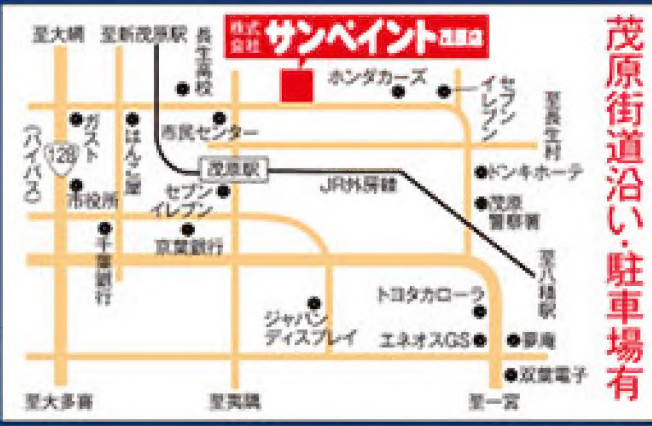 株式
会社 サンペイント 茂原店
茂原街道沿い・駐車場有
至大網
至新茂原駅
長生高校
ホンダカーズ
セブン
イレブン
至長生村
ガスト
はんこ屋
市民センター
128
(バイパス)
茂原駅
JR外房線
ドンキホーテ
市役所
セブン
イレブン
茂原
警察署
千葉銀行
京葉銀行
至八積駅
トヨタカローラ
ジャパン
ディスプレイ
エネオスGS
夢庵
双葉電子
至大多喜
至夷隅
至一宮